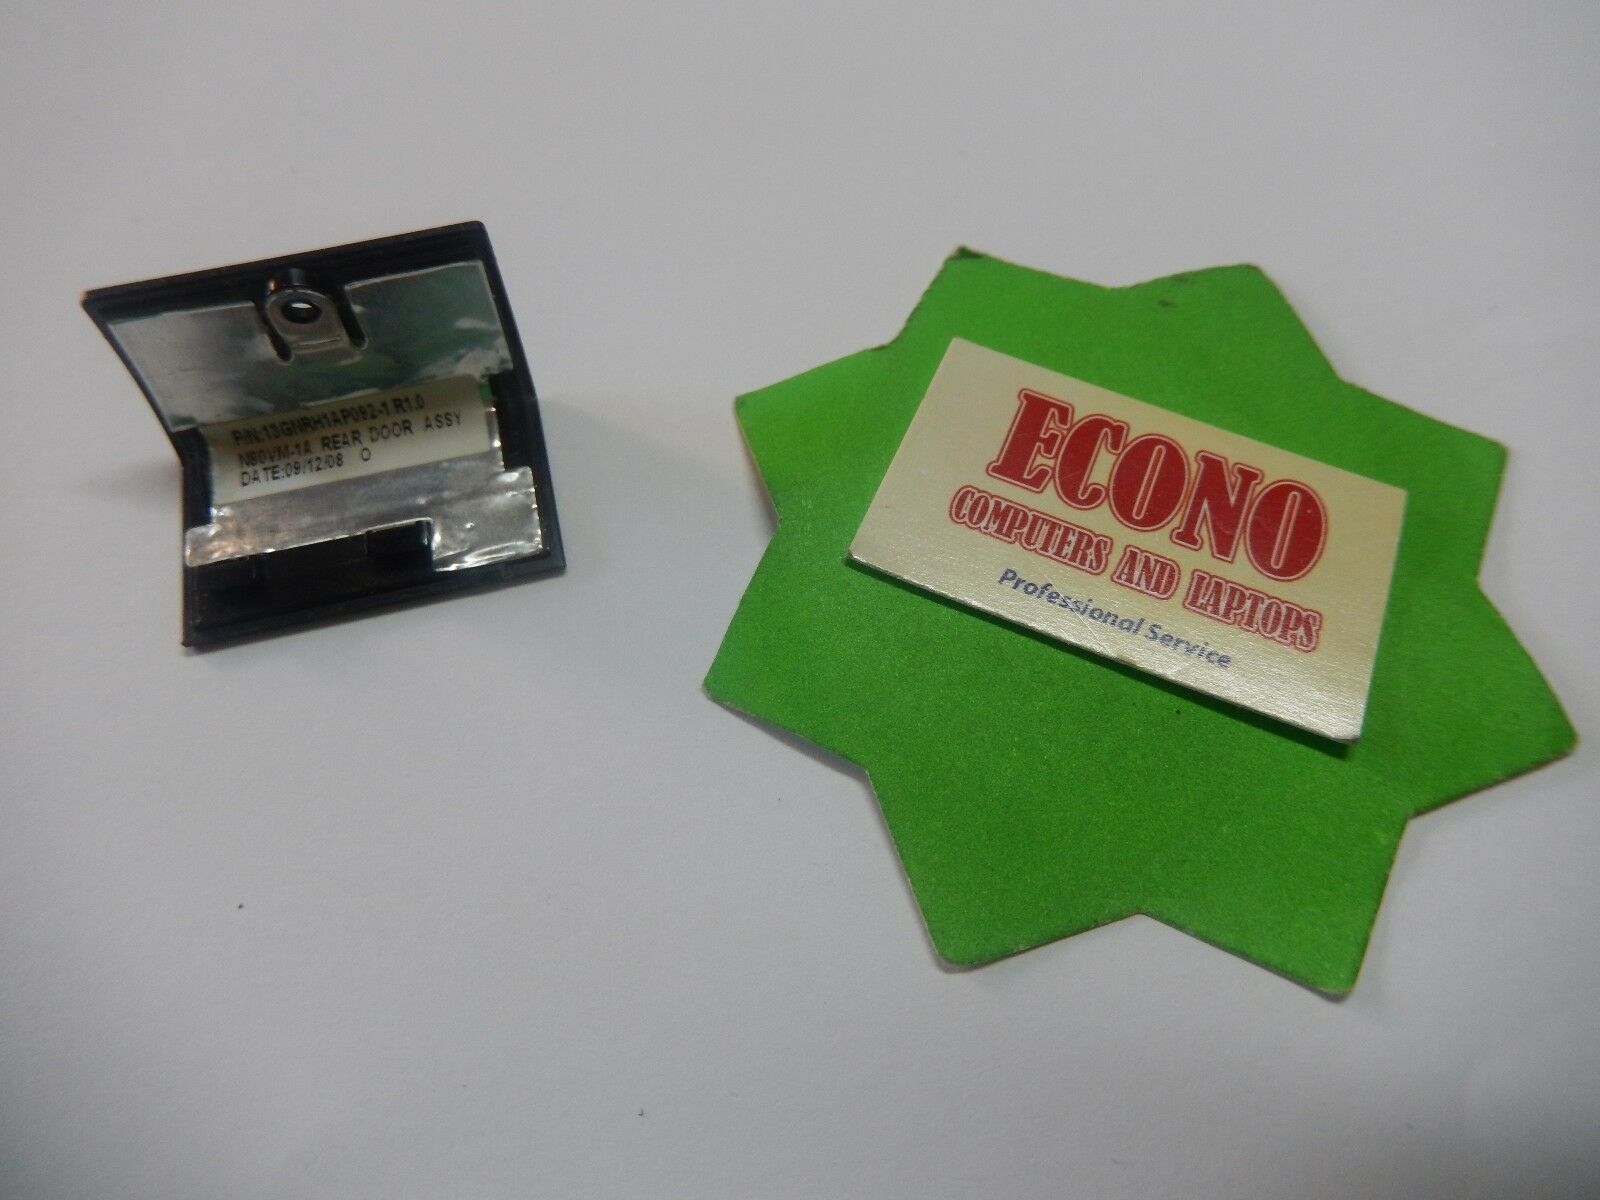 P/N:13GNRH1AP092-1 R1.0
N80VM-1A REAR DOOR ASSY
DATE:09/12/08 O
ECONO
COMPUTERS AND LAPTOPS
Professional Service